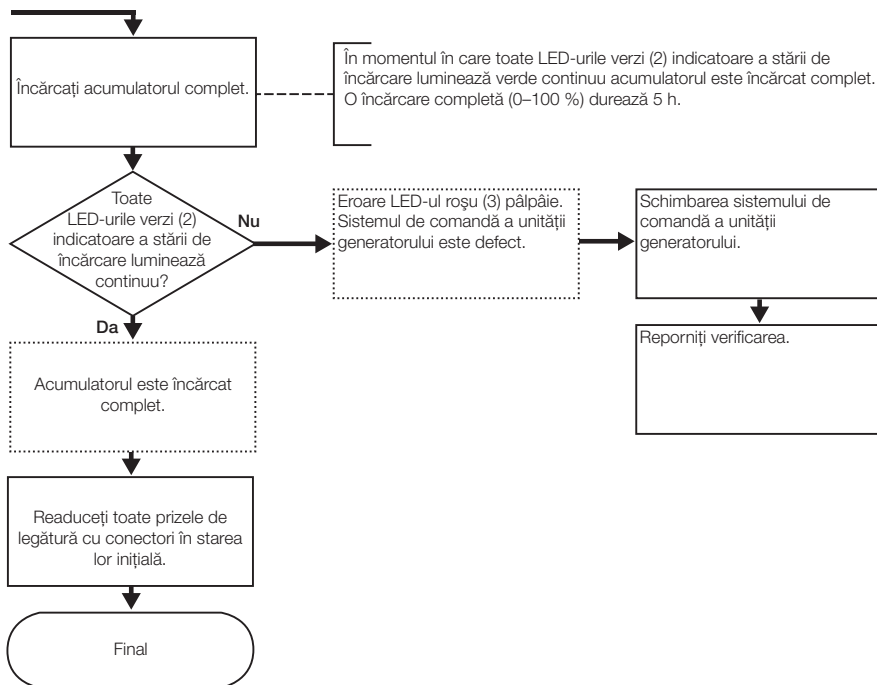 Încărcați acumulatorul complet.
În momentul în care toate LED-urile verzi (2) indicatoare a stării de
încărcare luminează verde continuu acumulatorul este încărcat complet.
O încărcare completă (0–100 %) durează 5 h.
Toate
LED-urile verzi (2)
indicatoare a stării de
încărcare luminează
continuu?
Nu
Eroare LED-ul roşu (3) pâlpâie.
Sistemul de comandă a unității
generatorului este defect.
Schimbarea sistemului de
comandă a unității
generatorului.
Da
Reporniți verificarea.
Acumulatorul este încărcat
complet.
Readuceți toate prizele de
legătură cu conectori în starea
lor inițială.
Final